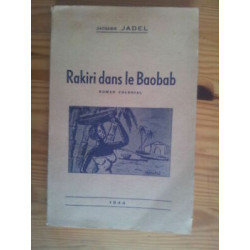 JACQUES JADEL
Rakiri dans le Baobab
ROMAN COLONIAL
1944